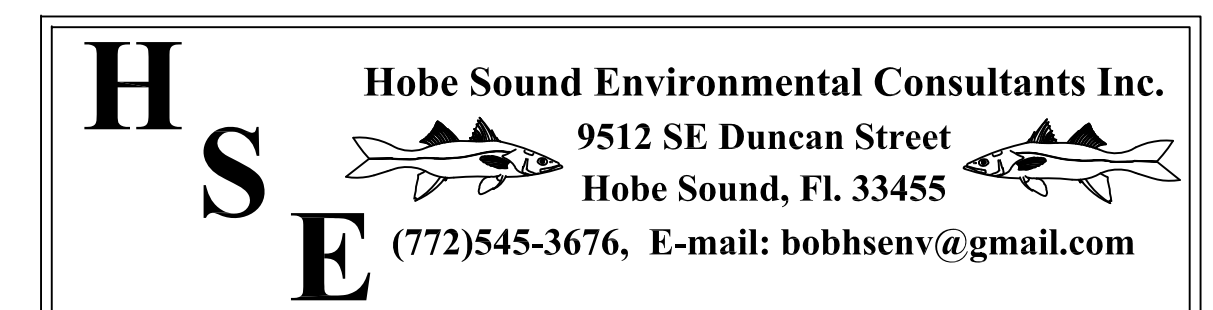 H
S
E
Hobe Sound Environmental Consultants Inc.
9512 SE Duncan Street
Hobe Sound, Fl. 33455
(772)545-3676, E-mail: bobhsenv@gmail.com